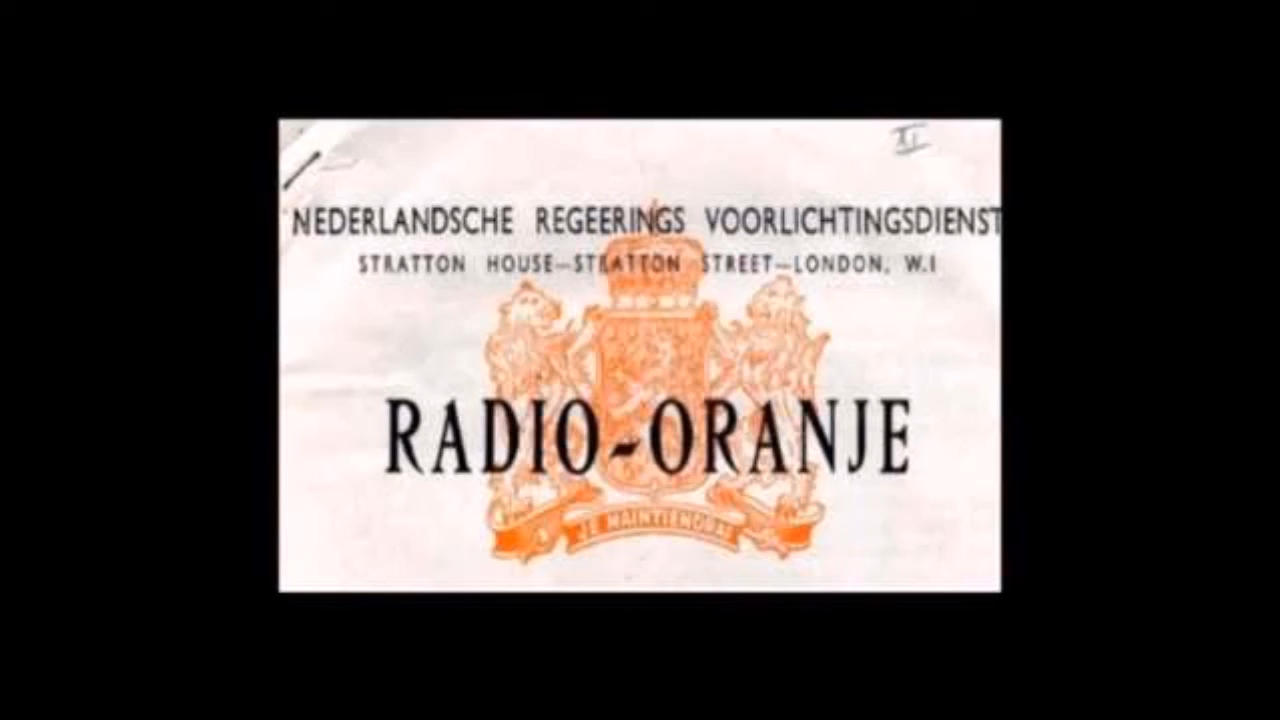 NEDERLANDSCHE REGEERINGS VOORLICHTINGSDIENST
STRATTON HOUSE—STRATTON STREET—LONDON, W.1
RADIO-ORANJE
JE MAINTIENDRAI